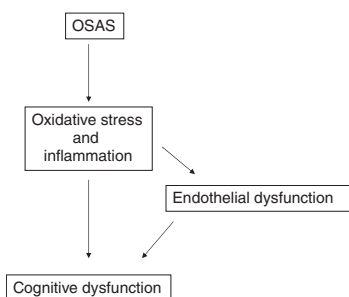 OSAS
Oxidative stress
and
inflammation
Endothelial dysfunction
Cognitive dysfunction